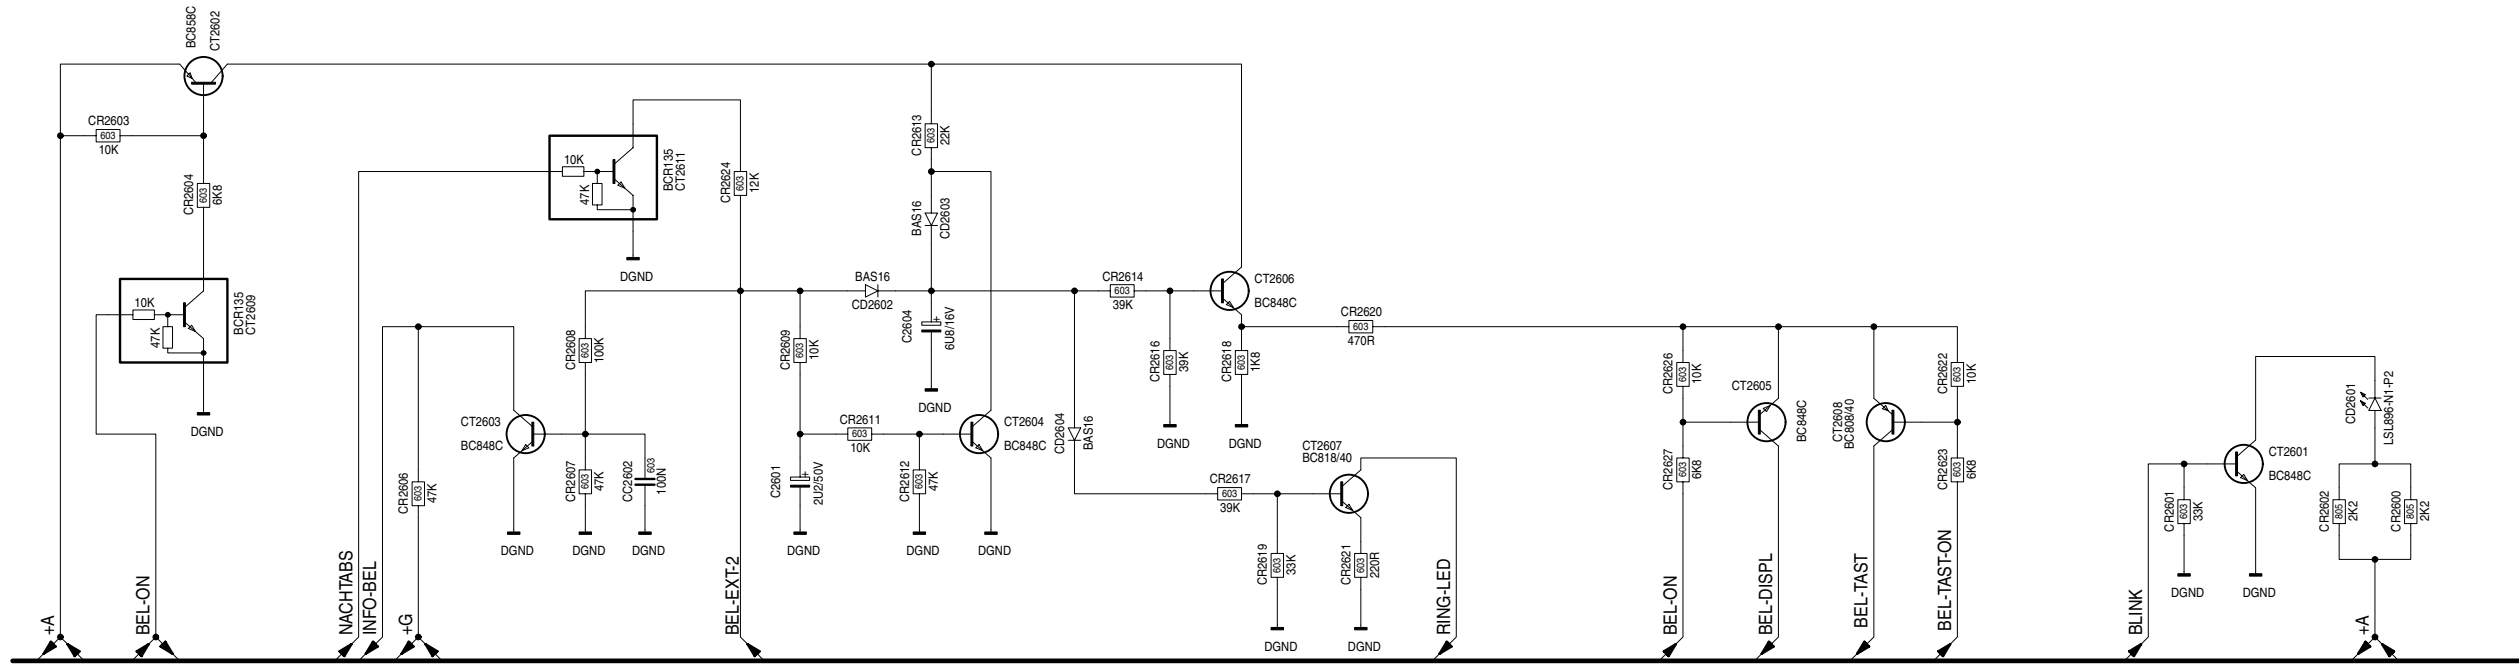 BC858C
CT2602
CR2603
603
10K
CR2604
603
6K8
10K
47K
BCR135
CT2609
DGND
10K
47K
BCR135
CT2611
DGND
CR2624
603
12K
CR2613
603
22K
BAS16
CD2603
BAS16
CD2602
C2604
+
6U8/16V
DGND
CR2614
603
39K
CT2606
BC848C
CR2620
603
470R
CR2608
603
100K
CR2609
603
10K
CR2616
603
39K
DGND
CR2618
603
1K8
DGND
CT2603
BC848C
CR2606
603
47K
DGND
CR2607
603
47K
DGND
CC2602
603
100N
DGND
C2601
+
2U2/50V
DGND
CR2611
603
10K
CR2612
603
47K
DGND
CT2604
BC848C
DGND
CD2604
BAS16
CR2617
603
39K
CT2607
BC818/40
CR2619
603
33K
DGND
CR2621
603
220R
DGND
CR2626
603
10K
CR2627
603
6K8
CT2605
BC848C
CT2608
BC808/40
CR2622
603
10K
CR2623
603
6K8
CT2601
BC848C
CR2601
603
33K
DGND
DGND
CD2601
LSL896-N1-P2
CR2602
805
2K2
CR2600
805
2K2
+A
BEL-ON
NACHTABS
INFO-BEL
+G
BEL-EXT-2
RING-LED
BEL-ON
BEL-DISPL
BEL-TAST
BEL-TAST-ON
BLINK
+A